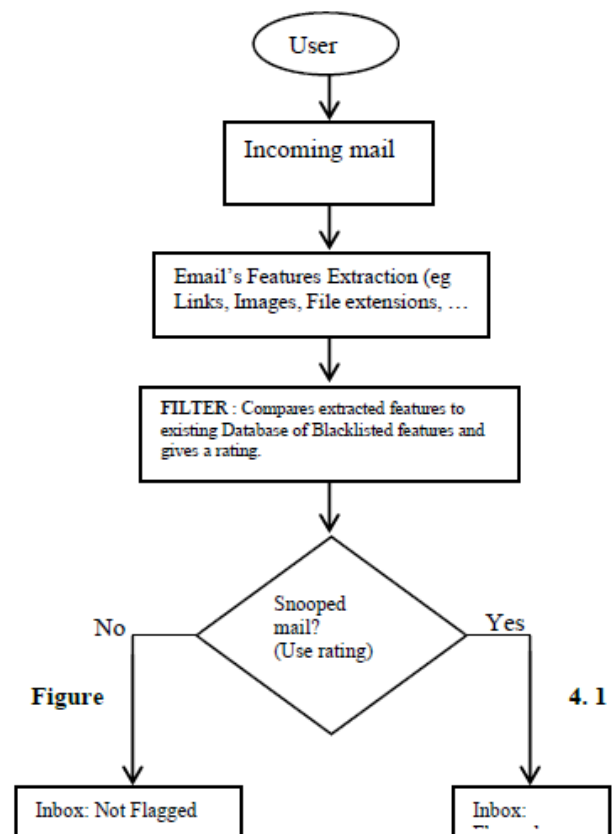 User
Incoming mail
Email’s Features Extraction (eg
Links, Images, File extensions, …
FILTER : Compares extracted features to
existing Database of Blacklisted features and
gives a rating.
Snooped
mail?
(Use rating)
No
Yes
Figure 4. 1
Inbox: Not Flagged
Inbox: